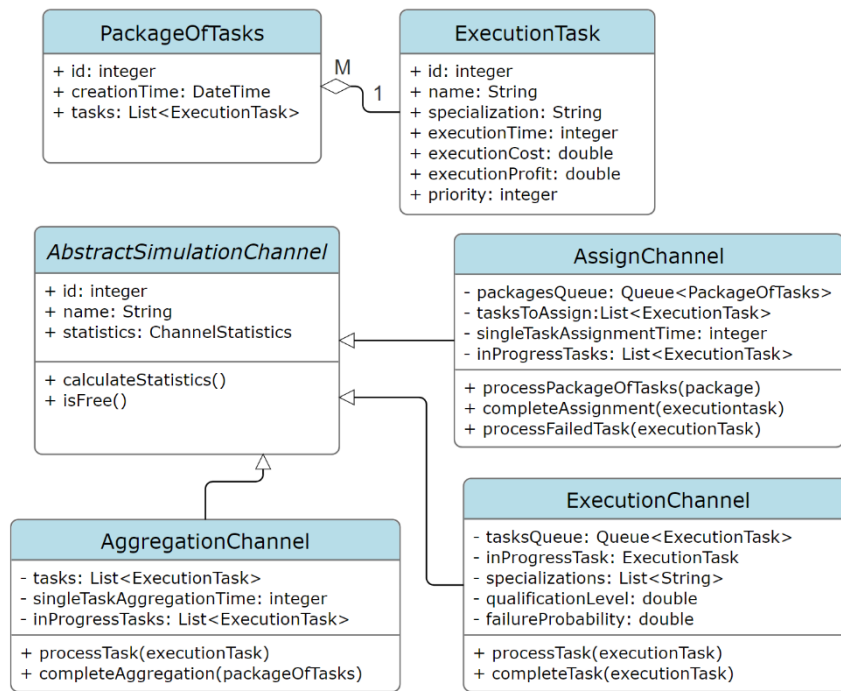 PackageOfTasks
+ id: integer
+ creationTime: DateTime
+ tasks: List<ExecutionTask>
M
1
ExecutionTask
+ id: integer
+ name: String
+ specialization: String
+ executionTime: integer
+ executionCost: double
+ executionProfit: double
+ priority: integer
AbstractSimulationChannel
+ id: integer
+ name: String
+ statistics: ChannelStatistics
+ calculateStatistics()
+ isFree()
AssignChannel
- packagesQueue: Queue<PackageOfTasks>
- tasksToAssign:List<ExecutionTask>
- singleTaskAssignmentTime: integer
- inProgressTasks: List<ExecutionTask>
+ processPackageOfTasks(package)
+ completeAssignment(executiontask)
+ processFailedTask(executionTask)
AggregationChannel
- tasks: List<ExecutionTask>
- singleTaskAggregationTime: integer
- inProgressTasks: List<ExecutionTask>
+ processTask(executionTask)
+ completeAggregation(packageOfTasks)
ExecutionChannel
- tasksQueue: Queue<ExecutionTask>
- inProgressTask: ExecutionTask
- specializations: List<String>
- qualificationLevel: double
- failureProbability: double
+ processTask(executionTask)
+ completeTask(executionTask)